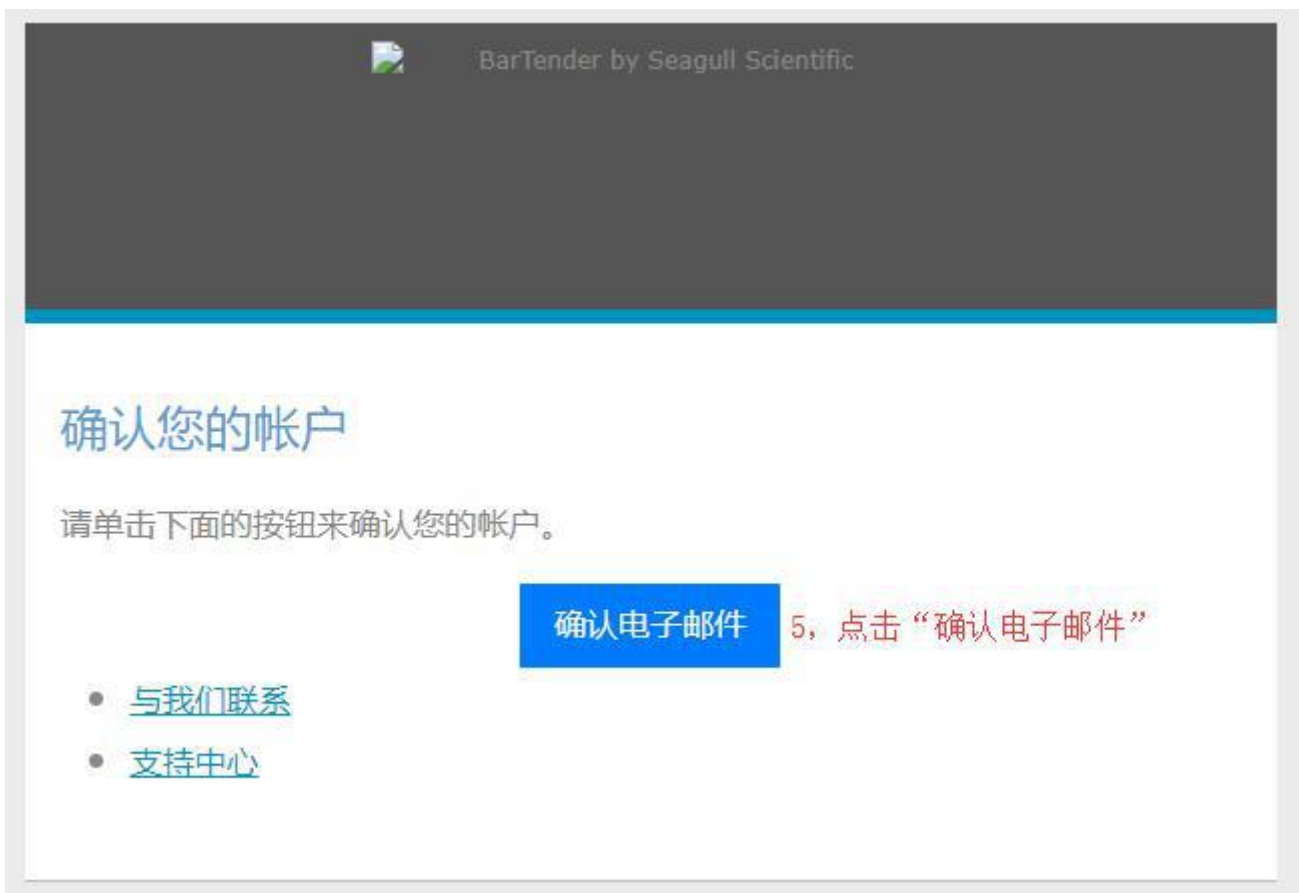 BarTender by Seagull Scientific
确认您的帐户
请单击下面的按钮来确认您的帐户。
确认电子邮件 5，点击“确认电子邮件”
与我们联系
支持中心